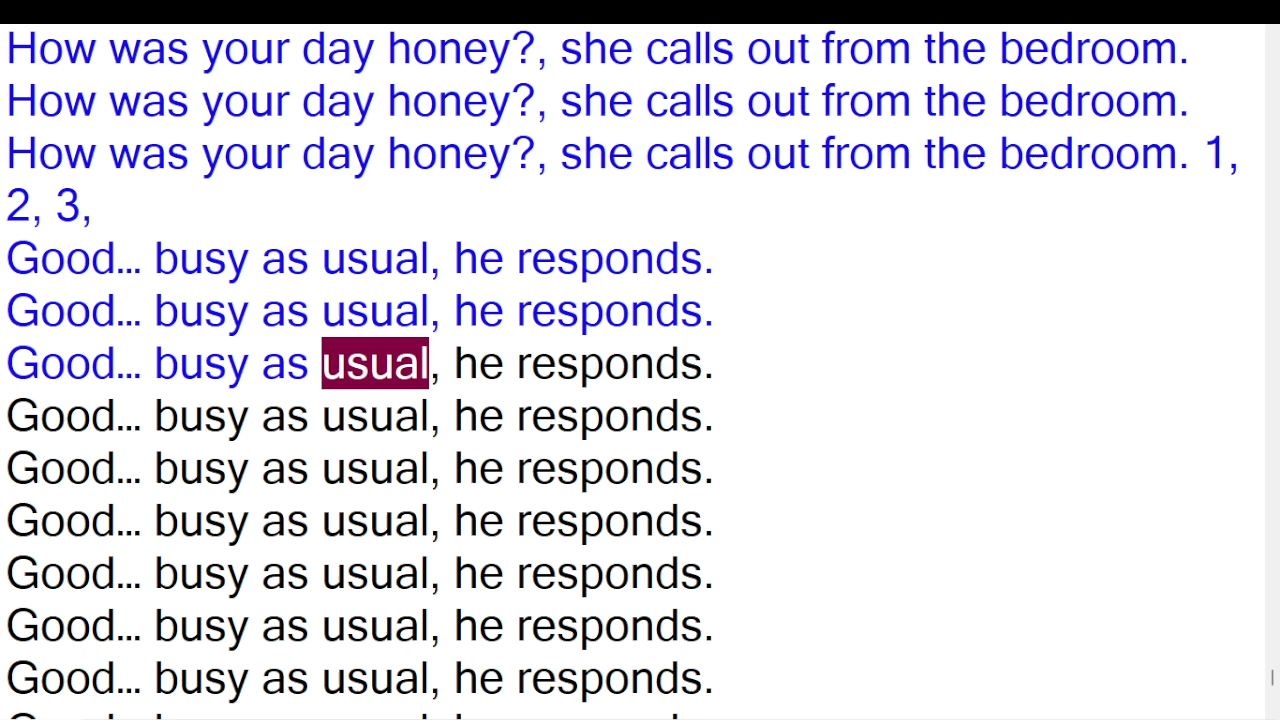 How was your day honey?, she calls out from the bedroom.
How was your day honey?, she calls out from the bedroom.
How was your day honey?, she calls out from the bedroom. 1,
2, 3,
Good... busy as usual, he responds.
Good... busy as usual, he responds.
Good... busy as usual, he responds.
Good... busy as usual, he responds.
Good... busy as usual, he responds.
Good... busy as usual, he responds.
Good... busy as usual, he responds.
Good... busy as usual, he responds.
Good... busy as usual, he responds.